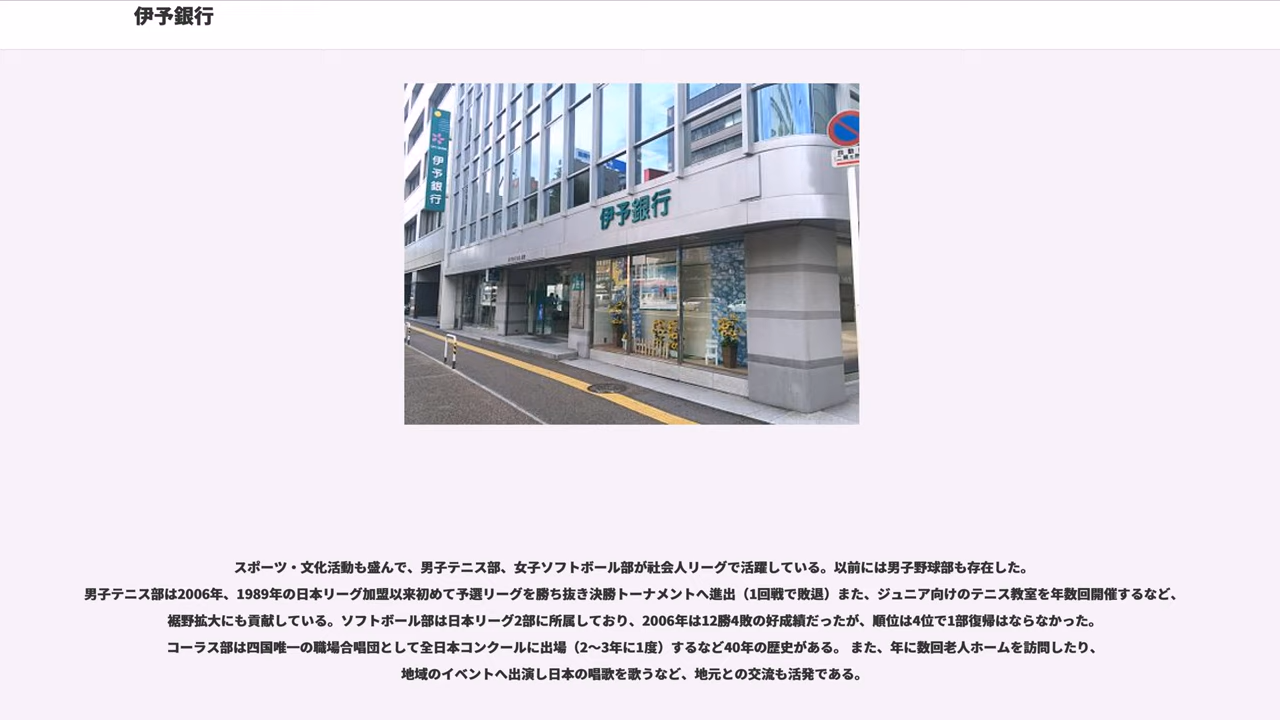 伊予銀行
伊予銀行
伊予銀行
スポーツ・文化活動も盛んで、男子テニス部、女子ソフトボール部が社会人リーグで活躍している。以前には男子野球部も存在した。
男子テニス部は2006年、1989年の日本リーグ加盟以来初めて予選リーグを勝ち抜き決勝トーナメントへ進出（1回戦で敗退）また、ジュニア向けのテニス教室を年数回開催するなど、
裾野拡大にも貢献している。ソフトボール部は日本リーグ2部に所属しており、2006年は12勝4敗の好成績だったが、順位は4位で1部復帰はならなかった。
コーラス部は四国唯一の職場合唱団として全日本コンクールに出場（2〜3年に1度）するなど40年の歴史がある。 また、年に数回老人ホームを訪問したり、
地域のイベントへ出演し日本の唱歌を歌うなど、地元との交流も活発である。